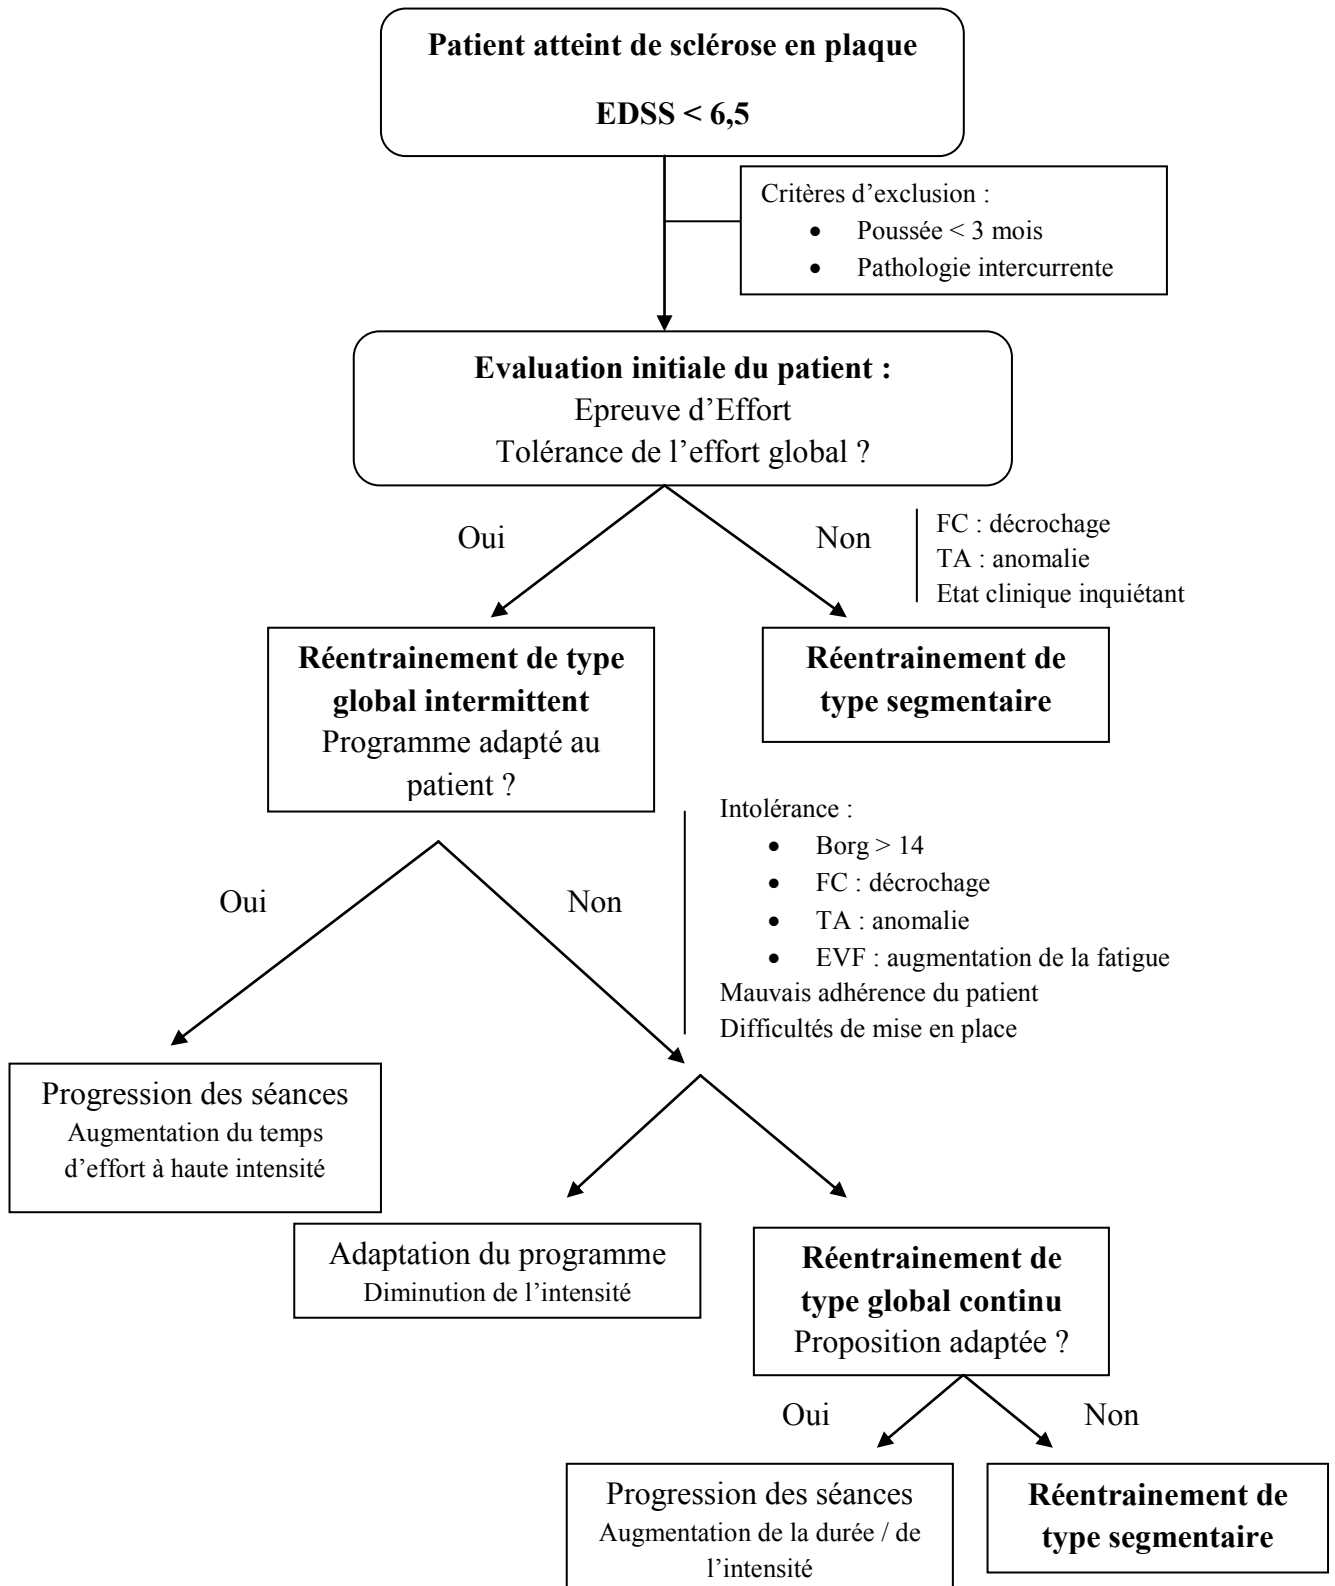 Patient atteint de sclérose en plaque
EDSS < 6,5
Critères d’exclusion :
• Poussée < 3 mois
• Pathologie intercurrente
Evaluation initiale du patient :
Epreuve d’Effort
Tolérance de l’effort global ?
Oui
Non
FC : décrochage
TA : anomalie
Etat clinique inquiétant
Réentrainement de type
global intermittent
Programme adapté au
patient ?
Réentrainement de
type segmentaire
Intolérance :
• Borg > 14
• FC : décrochage
• TA : anomalie
• EVF : augmentation de la fatigue
Mauvais adhérence du patient
Difficultés de mise en place
Oui
Non
Progression des séances
Augmentation du temps
d’effort à haute intensité
Adaptation du programme
Diminution de l’intensité
Réentrainement de
type global continu
Proposition adaptée ?
Oui
Non
Progression des séances
Augmentation de la durée / de
l’intensité
Réentrainement de
type segmentaire